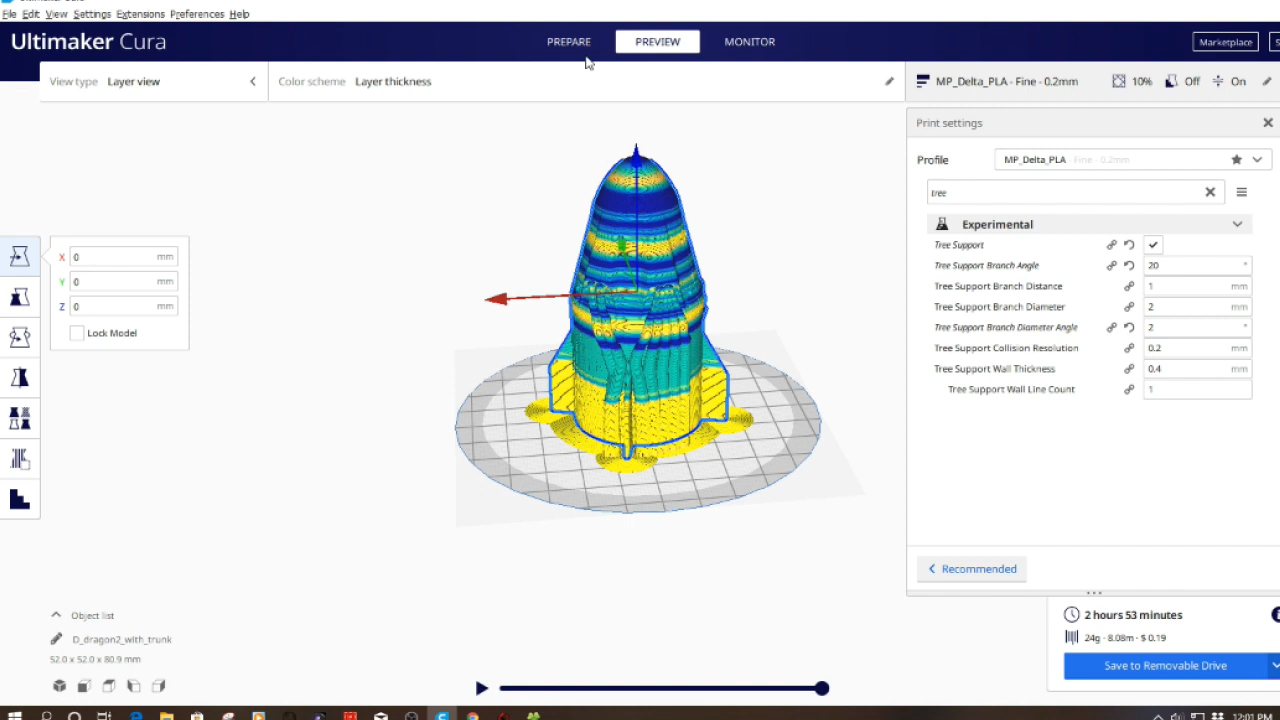 File Edit View Settings Extensions Preferences Help
Ultimaker Cura
PREPARE PREVIEW MONITOR
Marketplace
View type Layer view
Color scheme Layer thickness
MP_Delta_PLA - Fine - 0.2mm 10% Off On
Print settings
Profile MP_Delta_PLA - Fine - 0.2mm
tree
Experimental
Tree Support
Tree Support Branch Angle 20 °
Tree Support Branch Distance 1 mm
Tree Support Branch Diameter 2 mm
Tree Support Branch Diameter Angle 2 °
Tree Support Collision Resolution 0.2 mm
Tree Support Wall Thickness 0.4 mm
Tree Support Wall Line Count 1
X 0 mm
Y 0 mm
Z 0 mm
Lock Model
Recommended
Object list
D_dragon2_with_trunk
52.0 x 52.0 x 80.9 mm
2 hours 53 minutes
24g · 8.08m · $ 0.19
Save to Removable Drive
12:01 PM